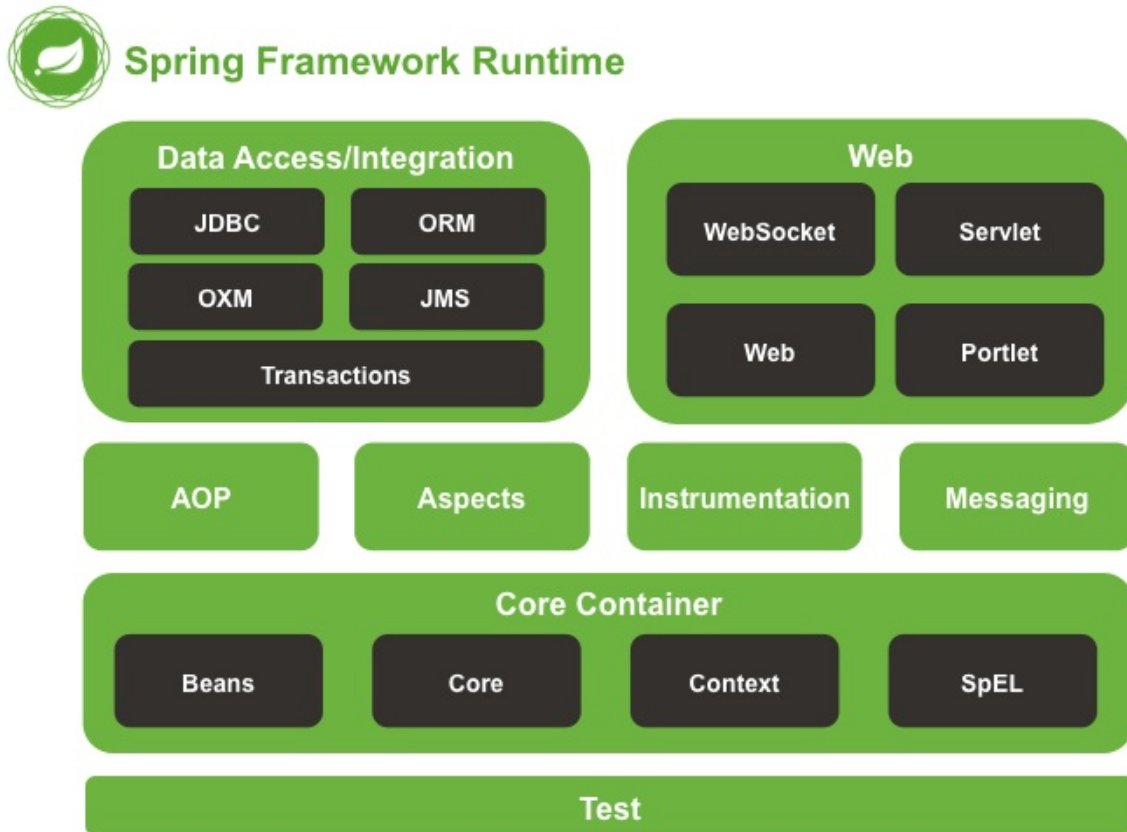 Spring Framework Runtime
Data Access/Integration
JDBC
ORM
OXM
JMS
Transactions
Web
WebSocket
Servlet
Web
Portlet
AOP
Aspects
Instrumentation
Messaging
Core Container
Beans
Core
Context
SpEL
Test